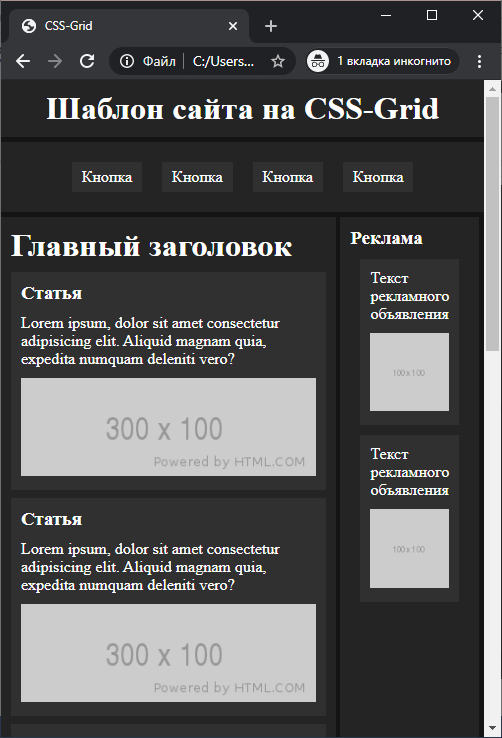 CSS-Grid
Файл
C:/Users...
1 вкладка инкогнито
Шаблон сайта на CSS-Grid
Кнопка
Кнопка
Кнопка
Кнопка
Главный заголовок
Статья
Lorem ipsum, dolor sit amet consectetur
adipisicing elit. Aliquid magnam quia,
expedita numquam deleniti vero?
300 x 100
Powered by HTML.COM
Статья
Lorem ipsum, dolor sit amet consectetur
adipisicing elit. Aliquid magnam quia,
expedita numquam deleniti vero?
300 x 100
Powered by HTML.COM
Реклама
Текст
рекламного
объявления
100 x 100
Текст
рекламного
объявления
100 x 100